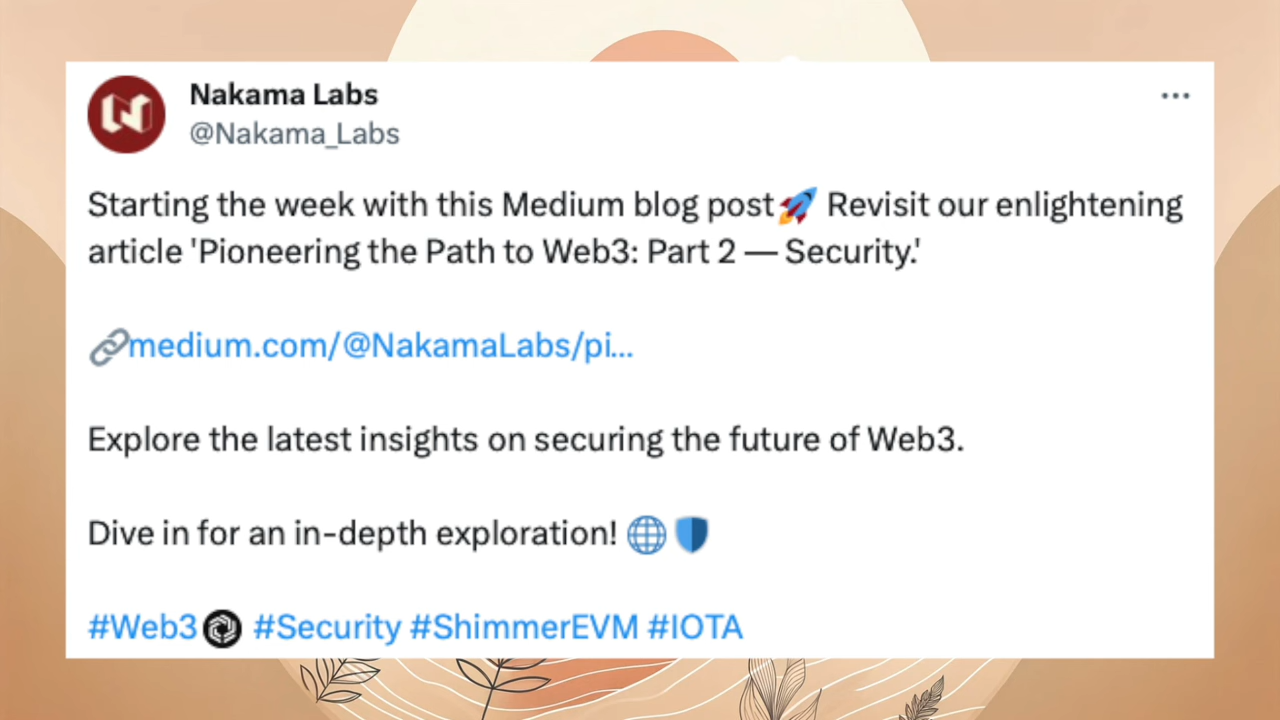 Nakama Labs
@Nakama_Labs
Starting the week with this Medium blog post🚀 Revisit our enlightening
article 'Pioneering the Path to Web3: Part 2 — Security.'
🔗medium.com/@NakamaLabs/pi...
Explore the latest insights on securing the future of Web3.
Dive in for an in-depth exploration! 🌐🛡️
#Web3 #Security #ShimmerEVM #IOTA